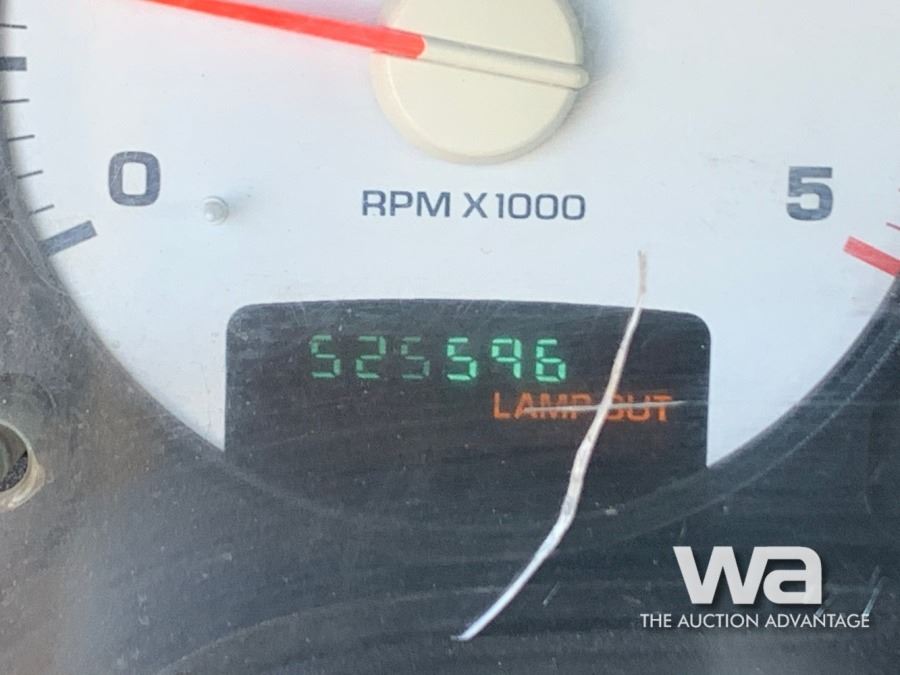 0
5
RPM X1000
525596
LAMP OUT
wa
THE AUCTION ADVANTAGE